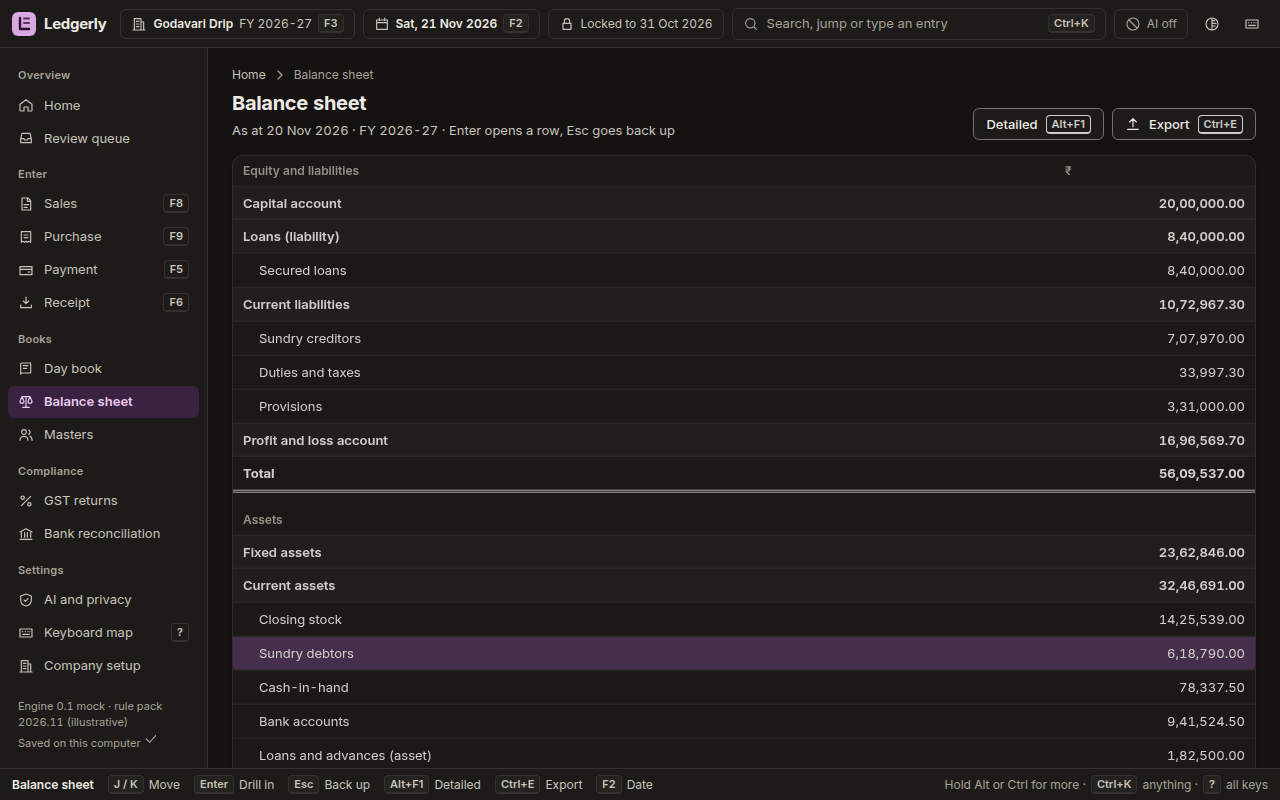 Ledgerly
Godavari Drip FY 2026-27 F3
Sat, 21 Nov 2026 F2
Locked to 31 Oct 2026
Search, jump or type an entry Ctrl+K
AI off
Overview
Home
Review queue
Enter
Sales F8
Purchase F9
Payment F5
Receipt F6
Books
Day book
Balance sheet
Masters
Compliance
GST returns
Bank reconciliation
Settings
AI and privacy
Keyboard map ?
Company setup
Engine 0.1 mock · rule pack
2026.11 (illustrative)
Saved on this computer
Home > Balance sheet
Balance sheet
As at 20 Nov 2026 · FY 2026-27 · Enter opens a row, Esc goes back up
Detailed Alt+F1
Export Ctrl+E
Equity and liabilities ₹
Capital account 20,00,000.00
Loans (liability) 8,40,000.00
Secured loans 8,40,000.00
Current liabilities 10,72,967.30
Sundry creditors 7,07,970.00
Duties and taxes 33,997.30
Provisions 3,31,000.00
Profit and loss account 16,96,569.70
Total 56,09,537.00
Assets
Fixed assets 23,62,846.00
Current assets 32,46,691.00
Closing stock 14,25,539.00
Sundry debtors 6,18,790.00
Cash-in-hand 78,337.50
Bank accounts 9,41,524.50
Loans and advances (asset) 1,82,500.00
Balance sheet J / K Move Enter Drill in Esc Back up Alt+F1 Detailed Ctrl+E Export F2 Date
Hold Alt or Ctrl for more · Ctrl+K anything · ? all keys